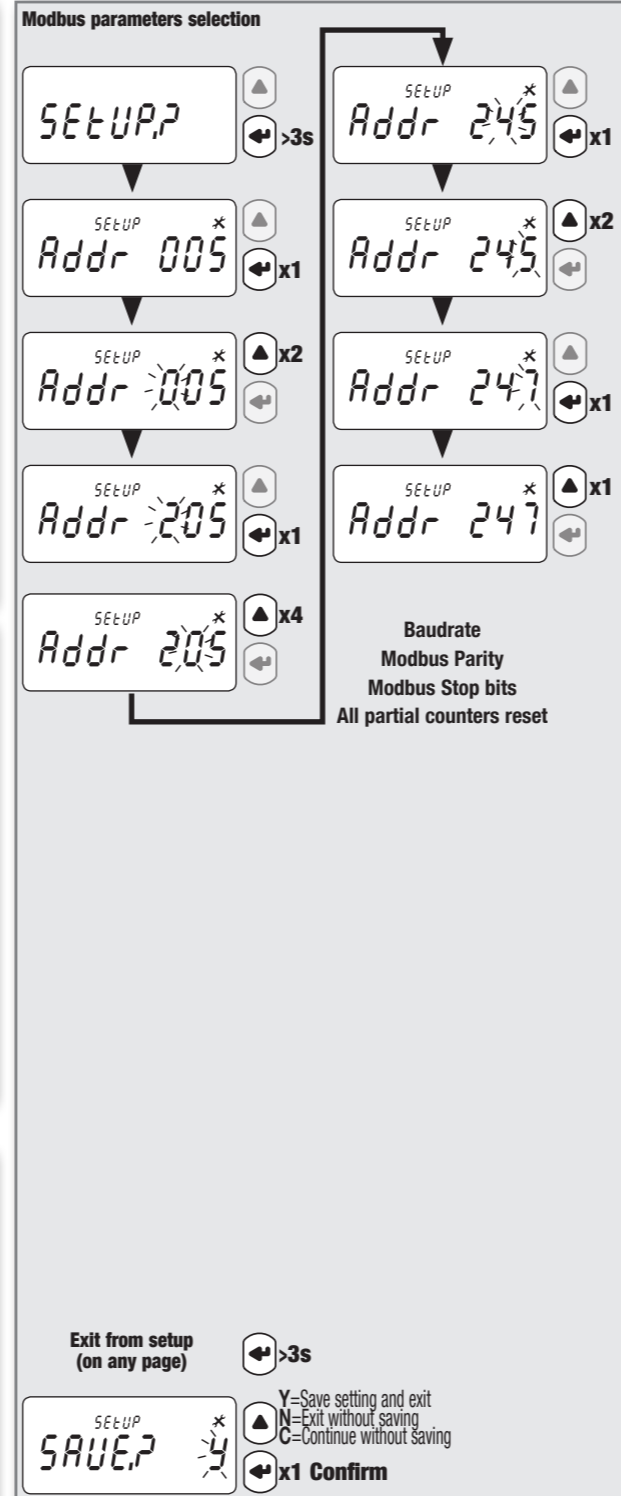 Modbus parameters selection
SEtUP,?
>3s
SEtUP
Addr 005
x1
SEtUP
Addr 005
x2
SEtUP
Addr 205
x1
SEtUP
Addr 205
x4
SEtUP
Addr 245
x1
SEtUP
Addr 245
x2
SEtUP
Addr 247
x1
SEtUP
Addr 247
x1
Baudrate
Modbus Parity
Modbus Stop bits
All partial counters reset
Exit from setup
(on any page)
>3s
SEtUP
SAVE,? Y
Y=Save setting and exit
N=Exit without saving
C=Continue without saving
x1 Confirm